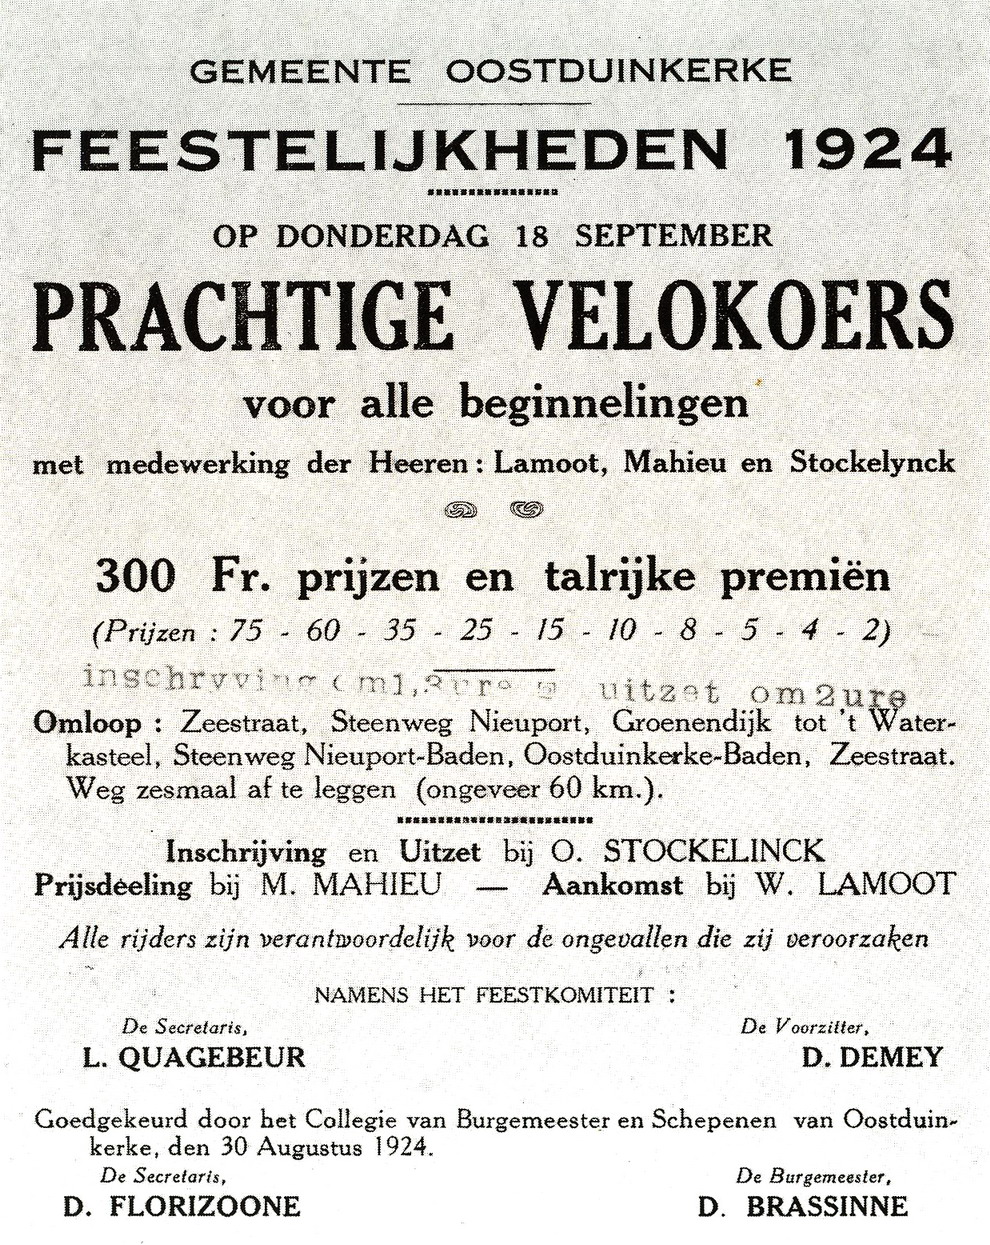 GEMEENTE OOSTDUINKERKE
FEESTELIJKHEDEN 1924
OP DONDERDAG 18 SEPTEMBER
PRACHTIGE VELOKOERS
voor alle beginnelingen
met medewerking der Heeren : Lamoot, Mahieu en Stockelynck
300 Fr. prijzen en talrijke premiën
(Prijzen : 75 - 60 - 35 - 25 - 15 - 10 - 8 - 5 - 4 - 2)
inschryving uitzet om 2 ure
Omloop : Zeestraat, Steenweg Nieuport, Groenendijk tot 't Water-
kasteel, Steenweg Nieuport-Baden, Oostduinkerke-Baden, Zeestraat.
Weg zesmaal af te leggen (ongeveer 60 km.).
Inschrijving en Uitzet bij O. STOCKELINCK
Prijsdeeling bij M. MAHIEU — Aankomst bij W. LAMOOT
Alle rijders zijn verantwoordelijk voor de ongevallen die zij veroorzaken
NAMENS HET FEESTKOMITEIT :
De Secretaris, De Voorzitter,
L. QUAGEBEUR D. DEMEY
Goedgekeurd door het Collegie van Burgemeester en Schepenen van Oostduin-
kerke, den 30 Augustus 1924.
De Secretaris, De Burgemeester,
D. FLORIZOONE D. BRASSINNE